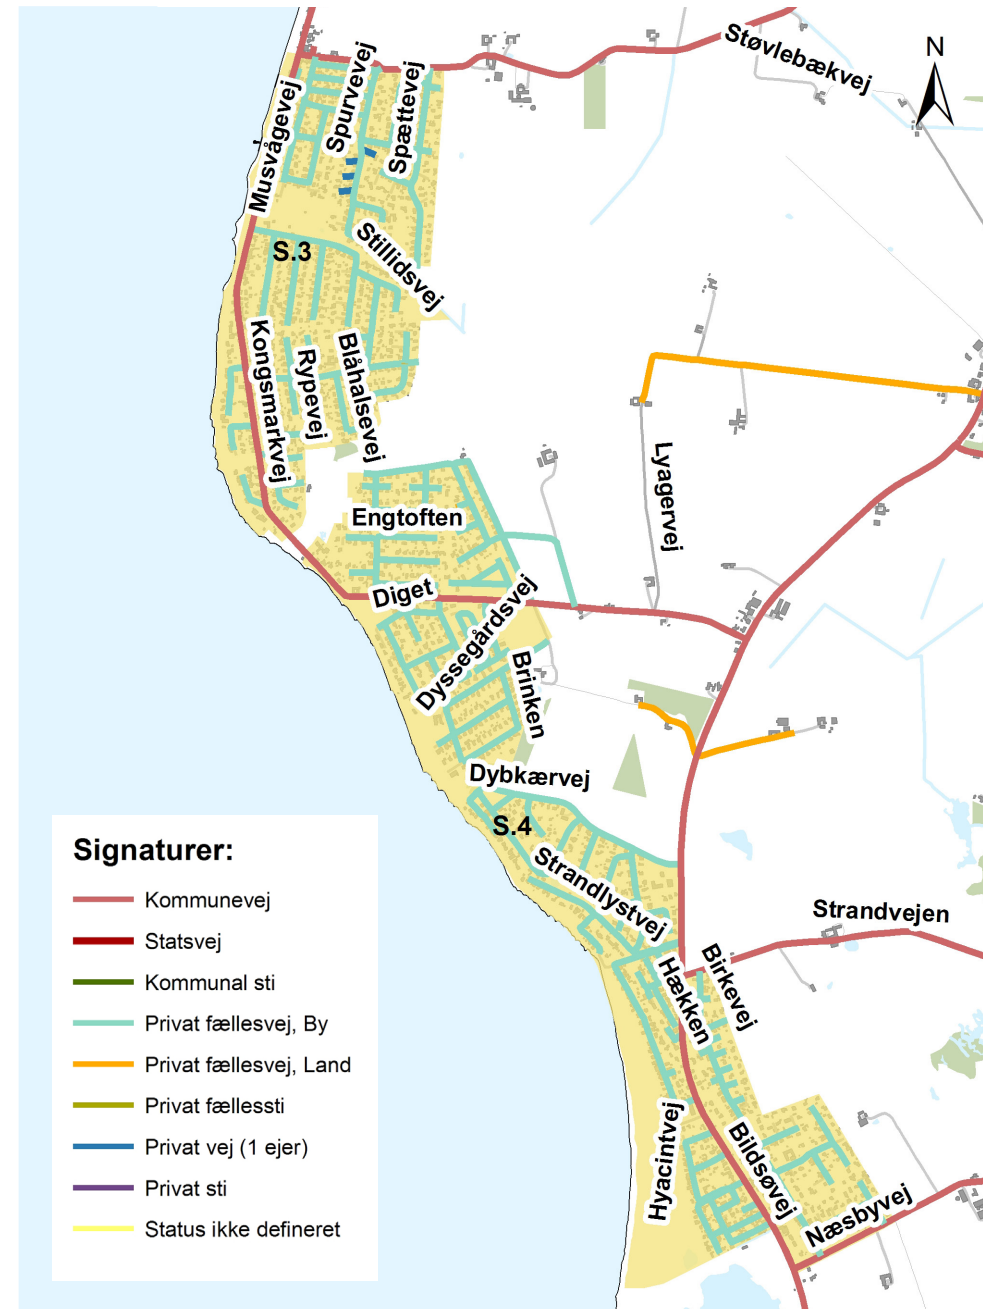 Støvlebækvej
N
Musvågevej
Spurvevej
Spættevej
S.3
Stillidsvej
Kongsmarkvej
Rypevej
Blåhalsevej
Lyagervej
Engtoften
Diget
Dyssegårdsvej
Brinken
Dybkærvej
S.4
Strandlystvej
Strandvejen
Hækken
Birkevej
Hyacintvej
Bildsøvej
Næsbyvej
Signaturer:
Kommunevej
Statsvej
Kommunal sti
Privat fællesvej, By
Privat fællesvej, Land
Privat fællessti
Privat vej (1 ejer)
Privat sti
Status ikke defineret